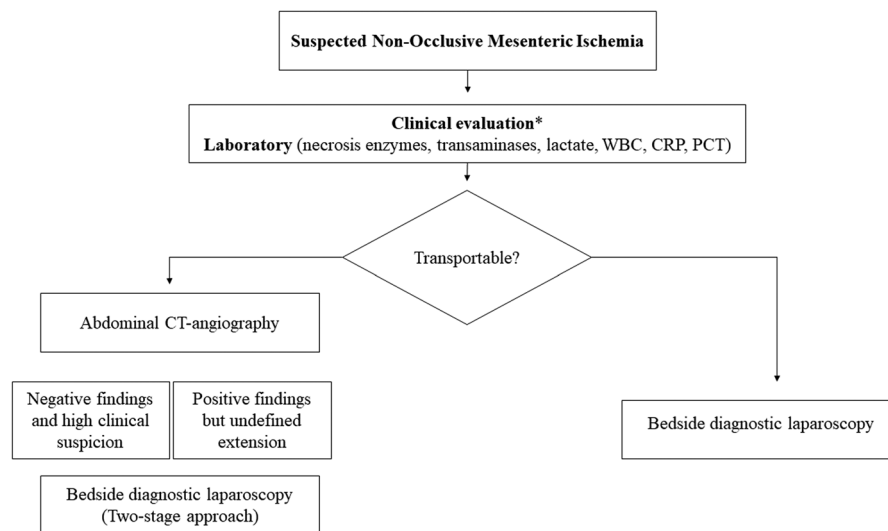 Suspected Non-Occlusive Mesenteric Ischemia
Clinical evaluation*
Laboratory (necrosis enzymes, transaminases, lactate, WBC, CRP, PCT)
Transportable?
Abdominal CT-angiography
Negative findings
and high clinical
suspicion
Positive findings
but undefined
extension
Bedside diagnostic laparoscopy
Bedside diagnostic laparoscopy
(Two-stage approach)